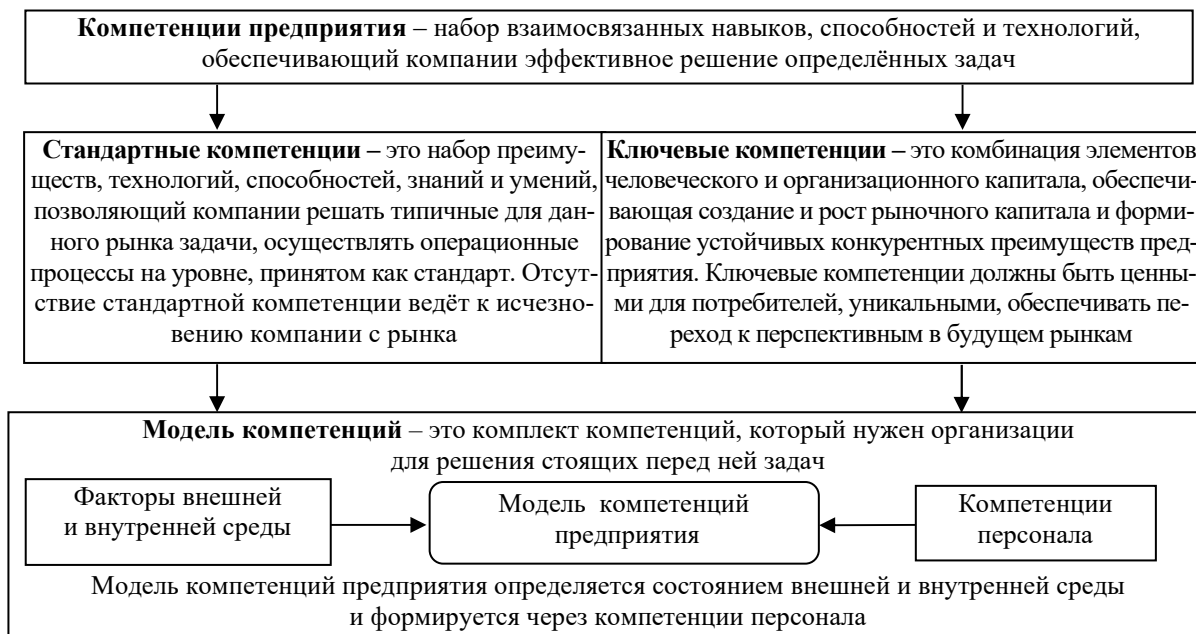 Компетенции предприятия – набор взаимосвязанных навыков, способностей и технологий,
обеспечивающий компании эффективное решение определённых задач
Стандартные компетенции – это набор преиму-
ществ, технологий, способностей, знаний и умений,
позволяющий компании решать типичные для дан-
ного рынка задачи, осуществлять операционные
процессы на уровне, принятом как стандарт. Отсут-
ствие стандартной компетенции ведёт к исчезно-
вению компании с рынка
Ключевые компетенции – это комбинация элементов
человеческого и организационного капитала, обеспечи-
вающая создание и рост рыночного капитала и форми-
рование устойчивых конкурентных преимуществ пред-
приятия. Ключевые компетенции должны быть ценны-
ми для потребителей, уникальными, обеспечивать пе-
реход к перспективным в будущем рынкам
Модель компетенций – это комплект компетенций, который нужен организации
для решения стоящих перед ней задач
Факторы внешней
и внутренней среды
Модель компетенций
предприятия
Компетенции
персонала
Модель компетенций предприятия определяется состоянием внешней и внутренней среды
и формируется через компетенции персонала